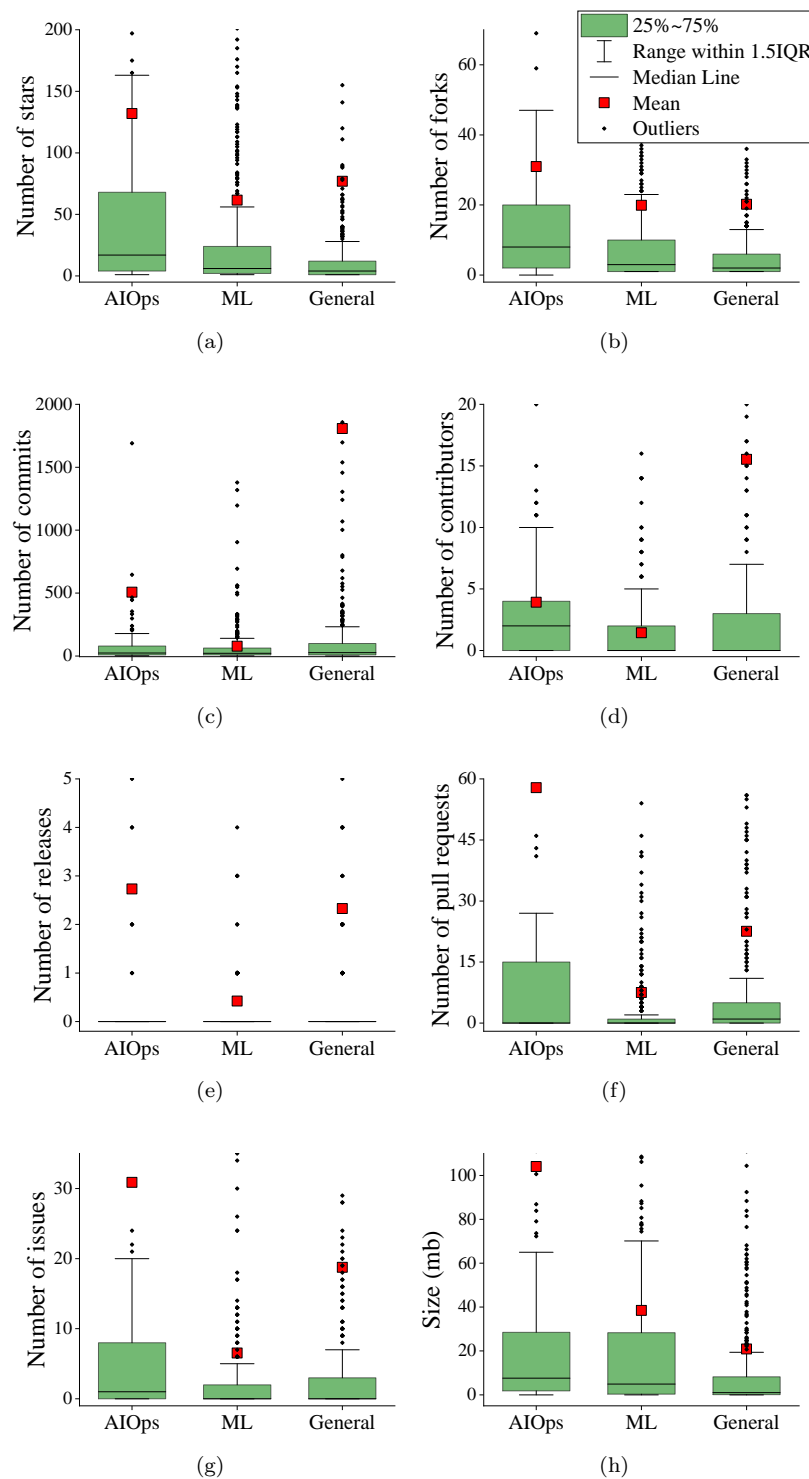 200
150
100
50
0
Number of stars
AIOps ML General
(a)
60
40
20
0
Number of forks
AIOps ML General
(b)
25%~75%
Range within 1.5IQR
Median Line
Mean
Outliers
2000
1500
1000
500
0
Number of commits
AIOps ML General
(c)
20
15
10
5
0
Number of contributors
AIOps ML General
(d)
5
4
3
2
1
0
Number of releases
AIOps ML General
(e)
60
45
30
15
0
Number of pull requests
AIOps ML General
(f)
30
20
10
0
Number of issues
AIOps ML General
(g)
100
80
60
40
20
0
Size (mb)
AIOps ML General
(h)